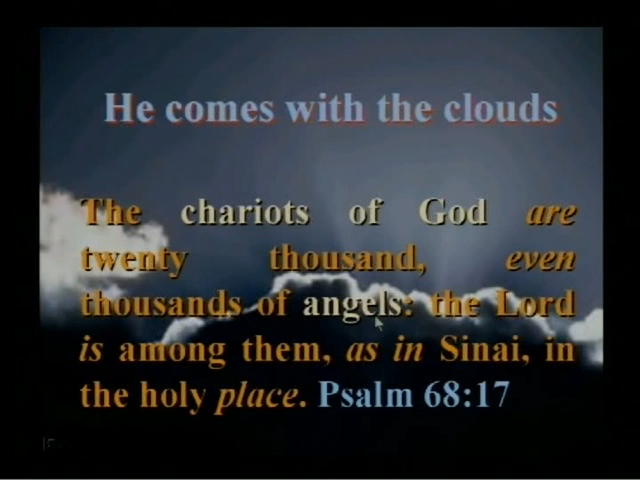 He comes with the clouds
The chariots of God are
twenty thousand, even
thousands of angels: the Lord
is among them, as in Sinai, in
the holy place. Psalm 68:17